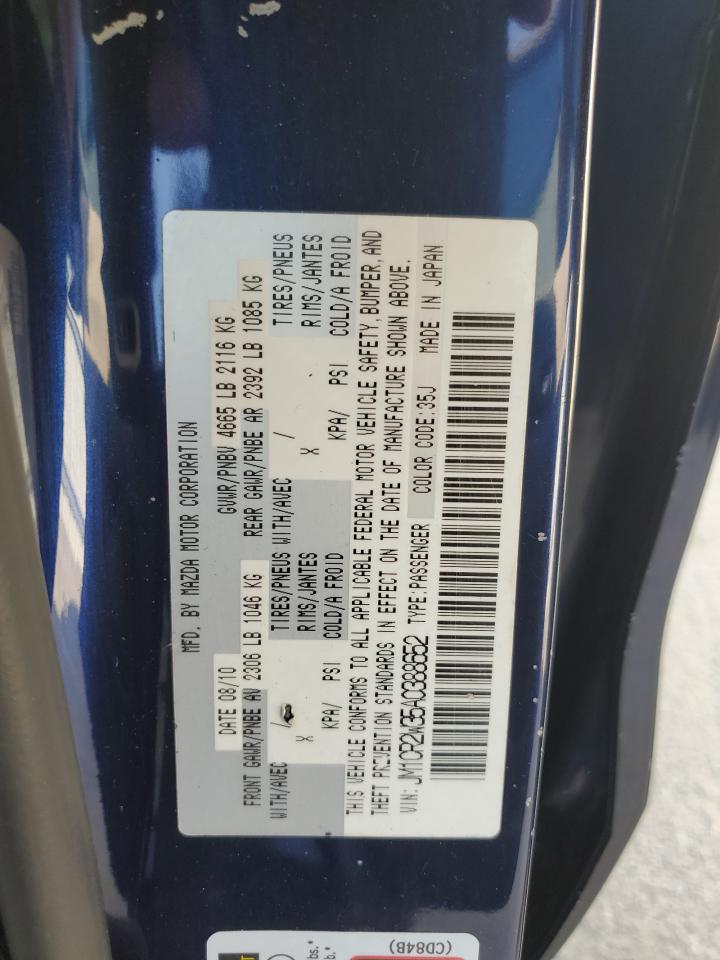 MFD. BY MAZDA MOTOR CORPORATION
DATE 08/10 GVWR/PNBV 4665 LB 2116 KG
FRONT GAWR/PNBE AV 2306 LB 1046 KG REAR GAWR/PNBE AR 2392 LB 1085 KG
WITH/AVEC / TIRES/PNEUS WITH/AVEC / TIRES/PNEUS
X RIMS/JANTES X RIMS/JANTES
KPA/ PSI COLD/A FROID KPA/ PSI COLD/A FROID
THIS VEHICLE CONFORMS TO ALL APPLICABLE FEDERAL MOTOR VEHICLE SAFETY, BUMPER, AND
THEFT PREVENTION STANDARDS IN EFFECT ON THE DATE OF MANUFACTURE SHOWN ABOVE.
VIN: JM1CR2W35A0388652 TYPE:PASSENGER COLOR CODE:35J MADE IN JAPAN
(CD84B)